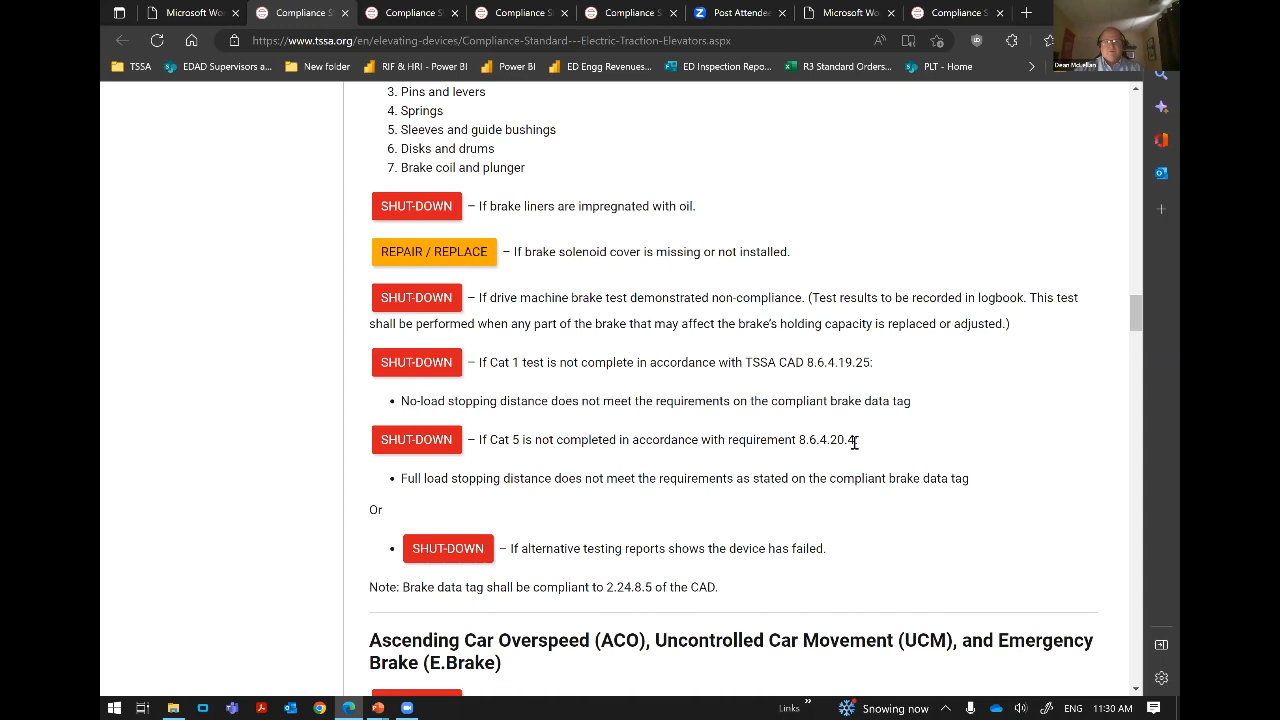 Microsoft Wo
Compliance S
Compliance S
Compliance S
Compliance S
Post Attende
Microsoft Wo
Compliance S
https://www.tssa.org/en/elevating-devices/Compliance-Standard---Electric-Traction-Elevators.aspx
TSSA
EDAD Supervisors a...
New folder
RIF & HRI - Power BI
Power BI
ED Engg Revenues...
ED Inspection Repo...
R3 Standard Orders...
PLT - Home
Dean McLellan
3. Pins and levers
4. Springs
5. Sleeves and guide bushings
6. Disks and drums
7. Brake coil and plunger
SHUT-DOWN – If brake liners are impregnated with oil.
REPAIR / REPLACE – If brake solenoid cover is missing or not installed.
SHUT-DOWN – If drive machine brake test demonstrated non-compliance. (Test results to be recorded in logbook. This test
shall be performed when any part of the brake that may affect the brake's holding capacity is replaced or adjusted.)
SHUT-DOWN – If Cat 1 test is not complete in accordance with TSSA CAD 8.6.4.19.25:
• No-load stopping distance does not meet the requirements on the compliant brake data tag
SHUT-DOWN – If Cat 5 is not completed in accordance with requirement 8.6.4.20.4
• Full load stopping distance does not meet the requirements as stated on the compliant brake data tag
Or
• SHUT-DOWN – If alternative testing reports shows the device has failed.
Note: Brake data tag shall be compliant to 2.24.8.5 of the CAD.
Ascending Car Overspeed (ACO), Uncontrolled Car Movement (UCM), and Emergency
Brake (E.Brake)
Links
Snowing now
ENG
11:30 AM